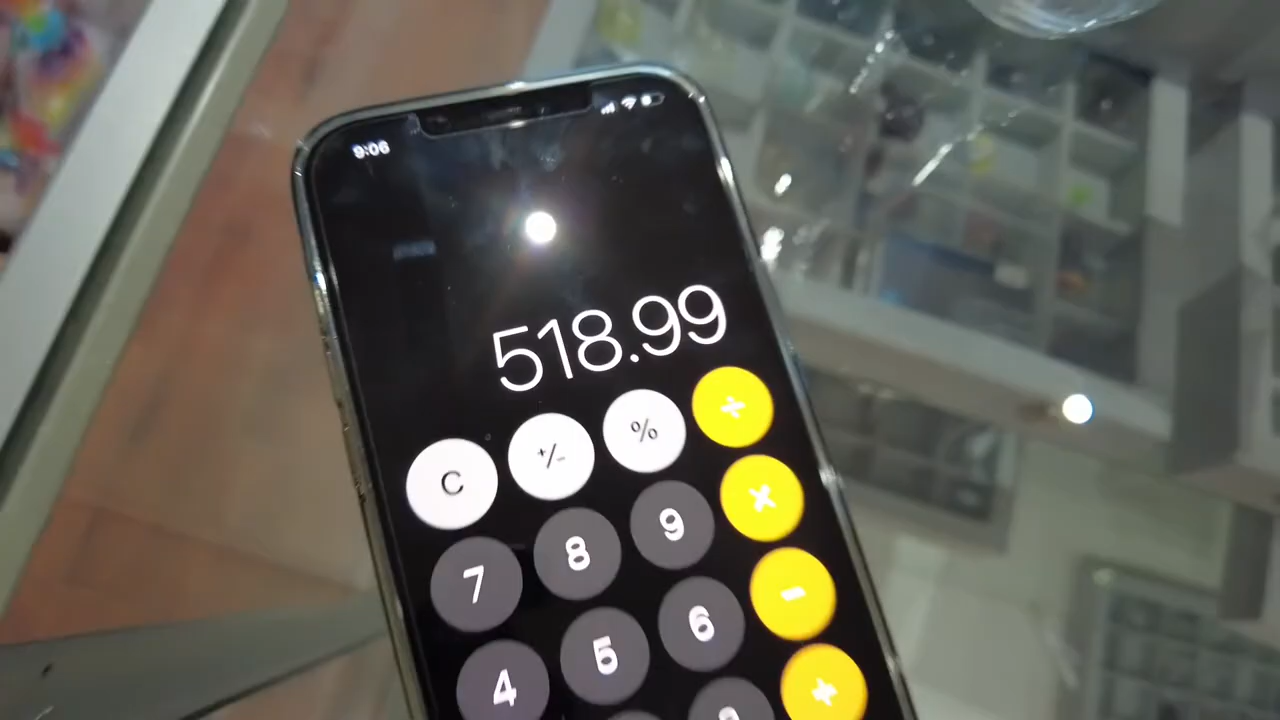 9:06
518.99
C +/- % ÷
7 8 9 ×
4 5 6 -
+